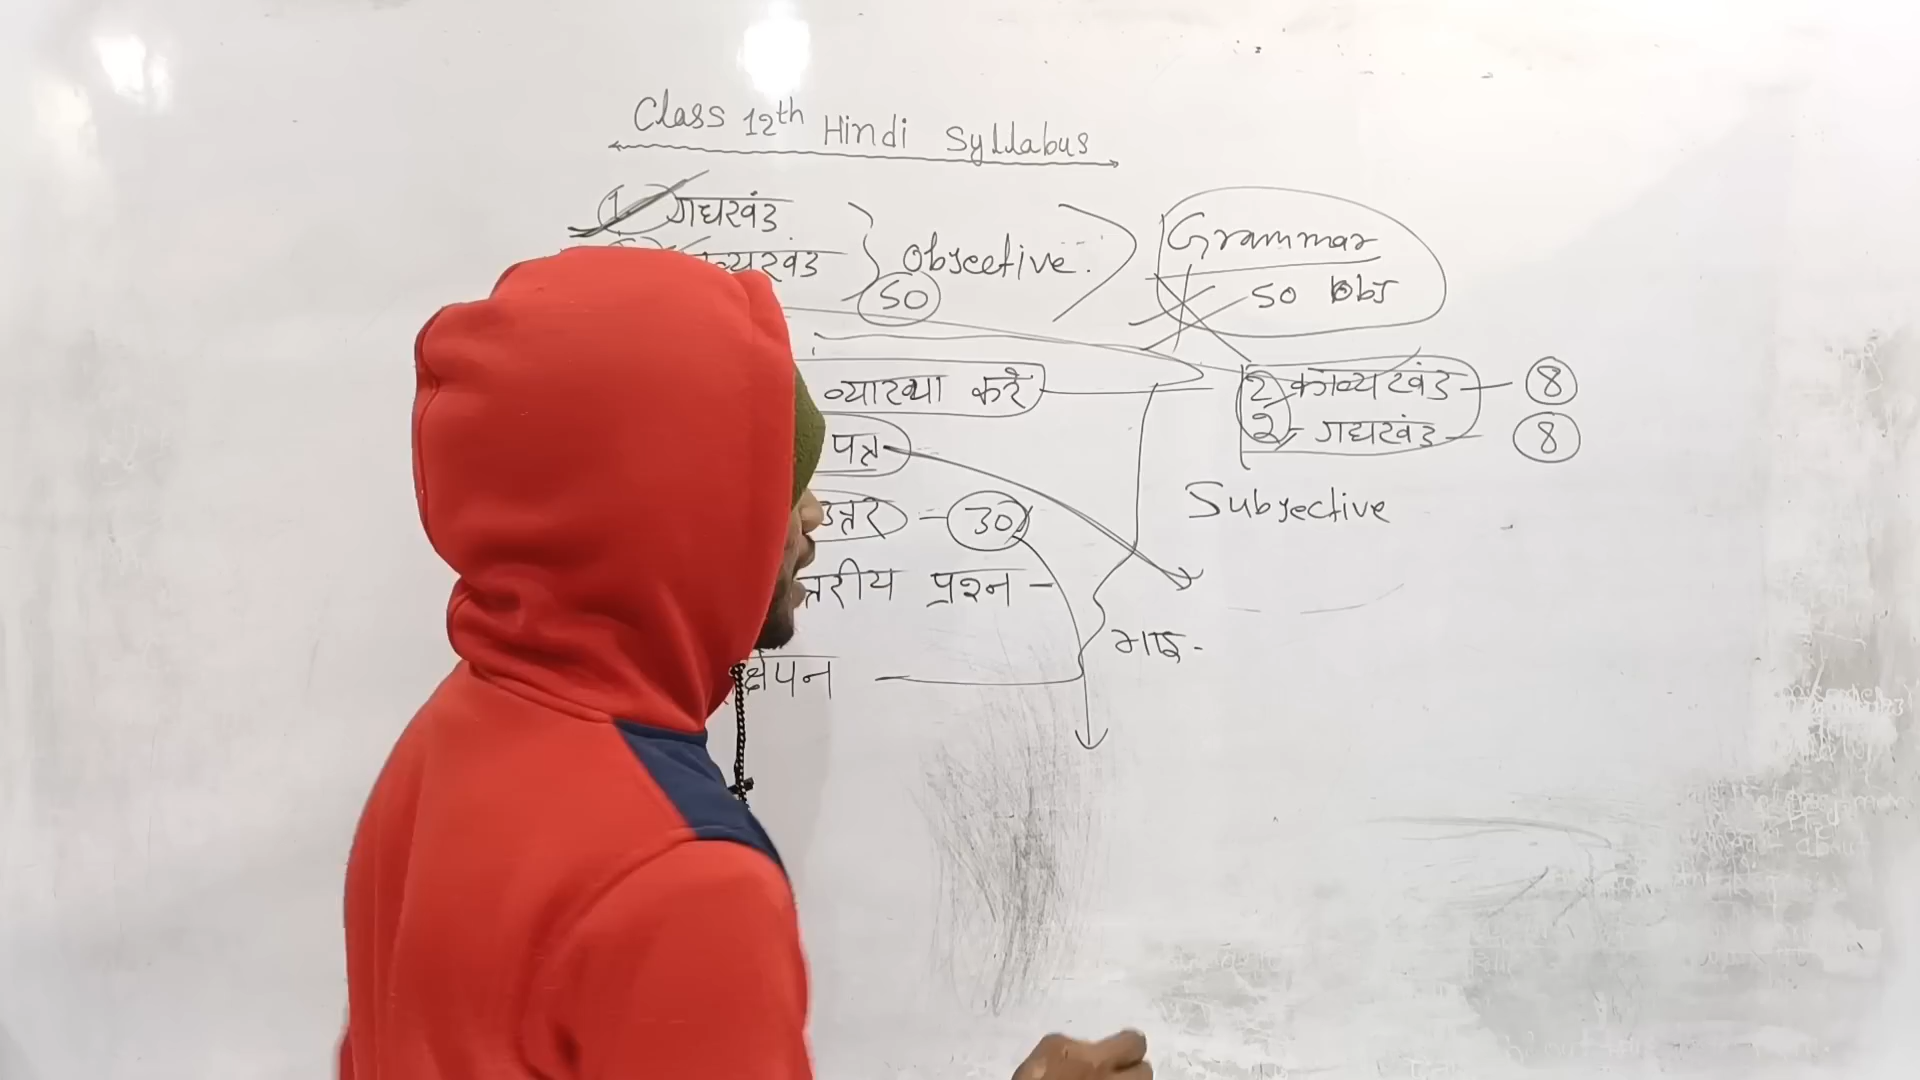 Class 12th Hindi Syllabus
1 गद्यखंड
व्यखंड } Objective.
50
Grammar
50 Obj
व्याख्या करे
2 काव्यखंड - 8
2 - गद्यखंड - 8
पत्र
Subjective
उत्तर - 30
त्तरीय प्रश्न -
क्षेपन